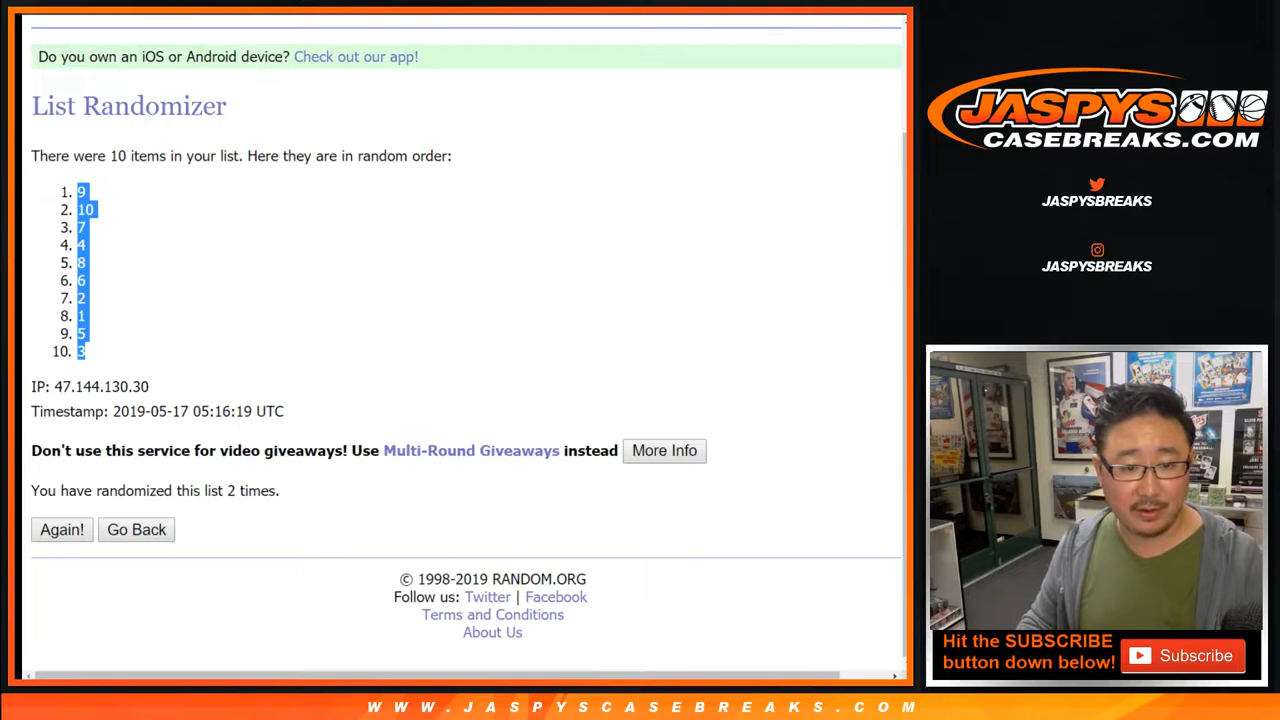 Do you own an iOS or Android device? Check out our app!
List Randomizer
There were 10 items in your list. Here they are in random order:
1. 9
2. 10
3. 7
4. 4
5. 8
6. 6
7. 2
8. 1
9. 5
10. 3
IP: 47.144.130.30
Timestamp: 2019-05-17 05:16:19 UTC
Don't use this service for video giveaways! Use Multi-Round Giveaways instead More Info
You have randomized this list 2 times.
Again! Go Back
© 1998-2019 RANDOM.ORG
Follow us: Twitter | Facebook
Terms and Conditions
About Us
JASPYS
CASEBREAKS.COM
JASPYSBREAKS
JASPYSBREAKS
Hit the SUBSCRIBE
button down below!
Subscribe
WWW.JASPYSCASEBREAKS.COM